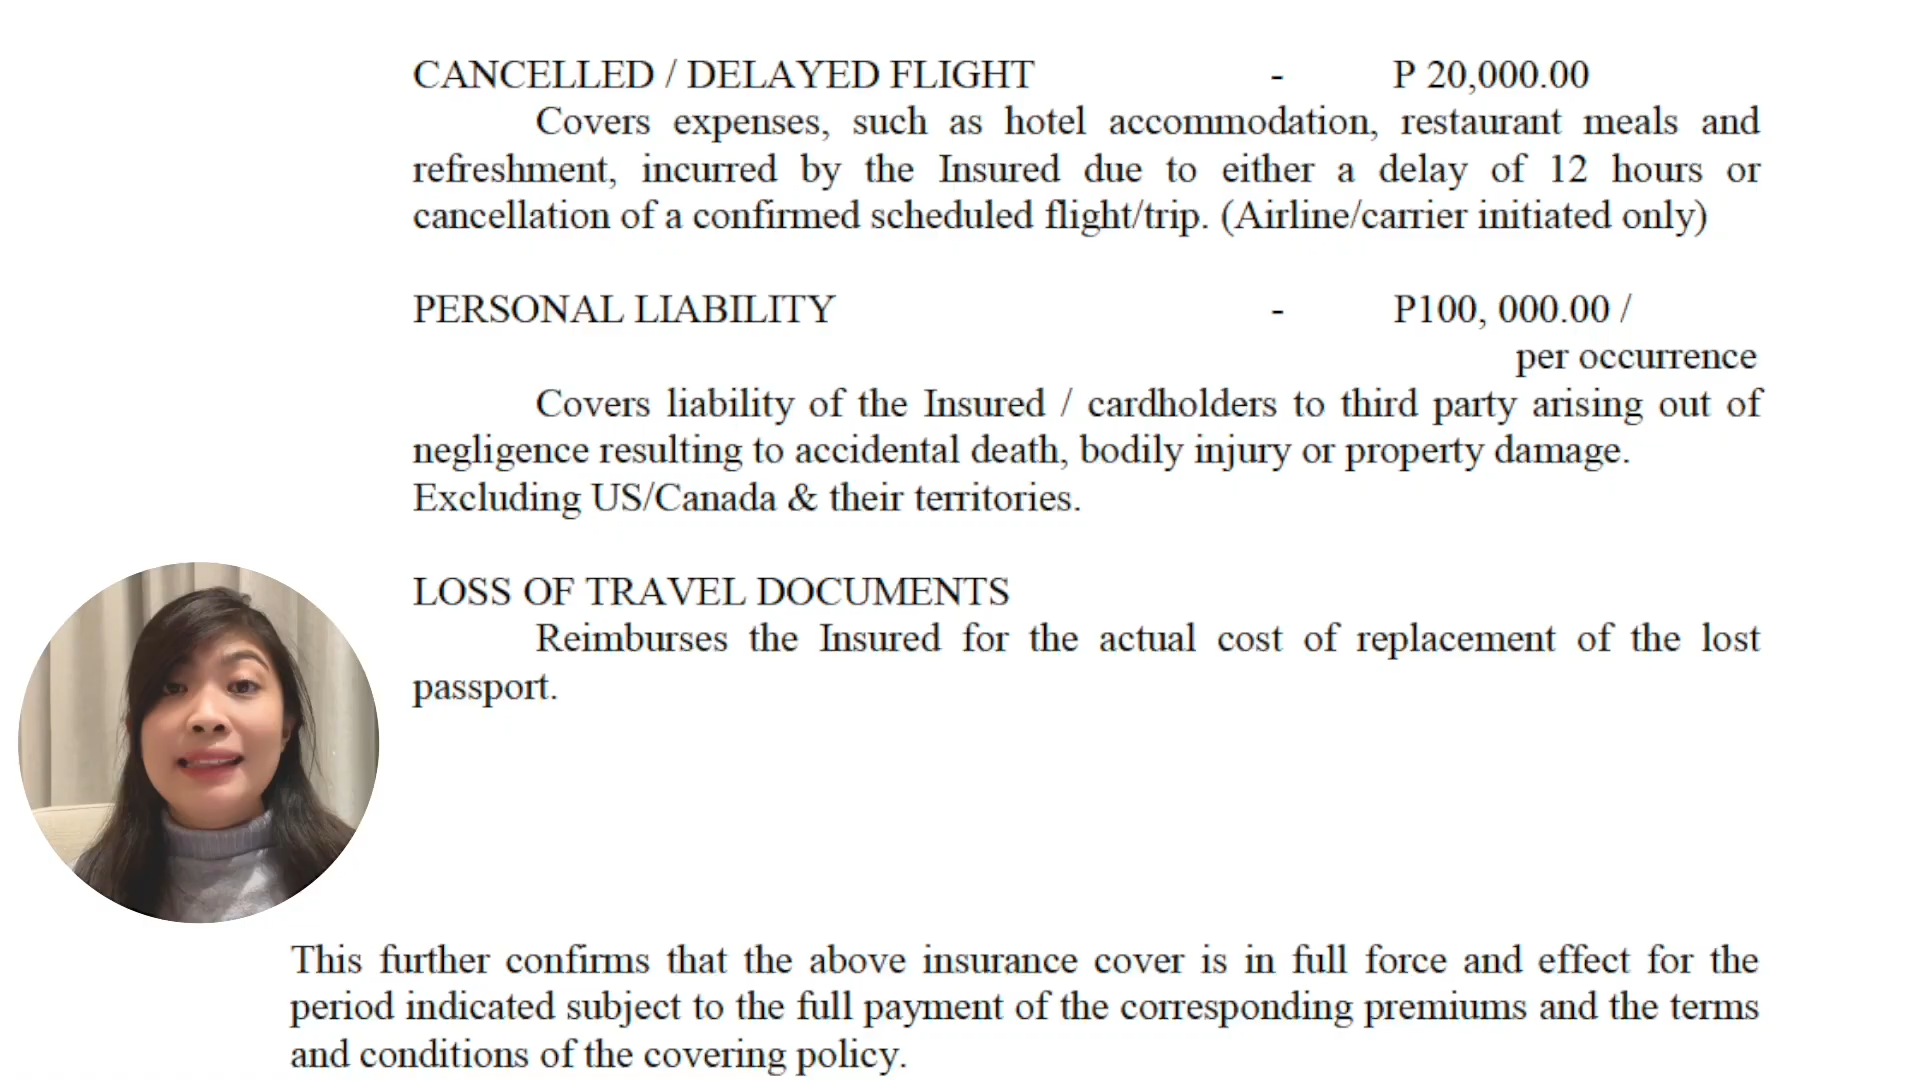 CANCELLED / DELAYED FLIGHT - P 20,000.00
Covers expenses, such as hotel accommodation, restaurant meals and
refreshment, incurred by the Insured due to either a delay of 12 hours or
cancellation of a confirmed scheduled flight/trip. (Airline/carrier initiated only)
PERSONAL LIABILITY - P100, 000.00 /
per occurrence
Covers liability of the Insured / cardholders to third party arising out of
negligence resulting to accidental death, bodily injury or property damage.
Excluding US/Canada & their territories.
LOSS OF TRAVEL DOCUMENTS
Reimburses the Insured for the actual cost of replacement of the lost
passport.
This further confirms that the above insurance cover is in full force and effect for the
period indicated subject to the full payment of the corresponding premiums and the terms
and conditions of the covering policy.